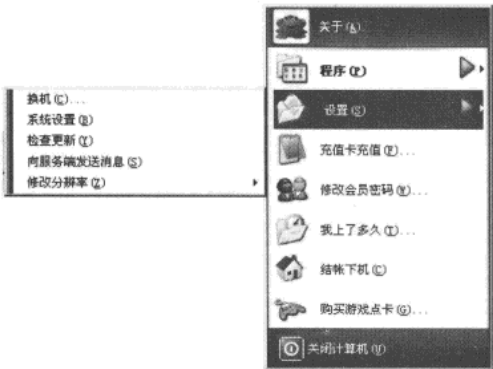 关于(A)
程序(P)
设置(S)
充值卡充值(F)...
修改会员密码(W)...
我上了多久(T)...
结帐下机(C)
购买游戏点卡(G)...
关闭计算机(U)
换机(C)...
系统设置(B)
检查更新(Y)
向服务端发送消息(S)
修改分辨率(Z)